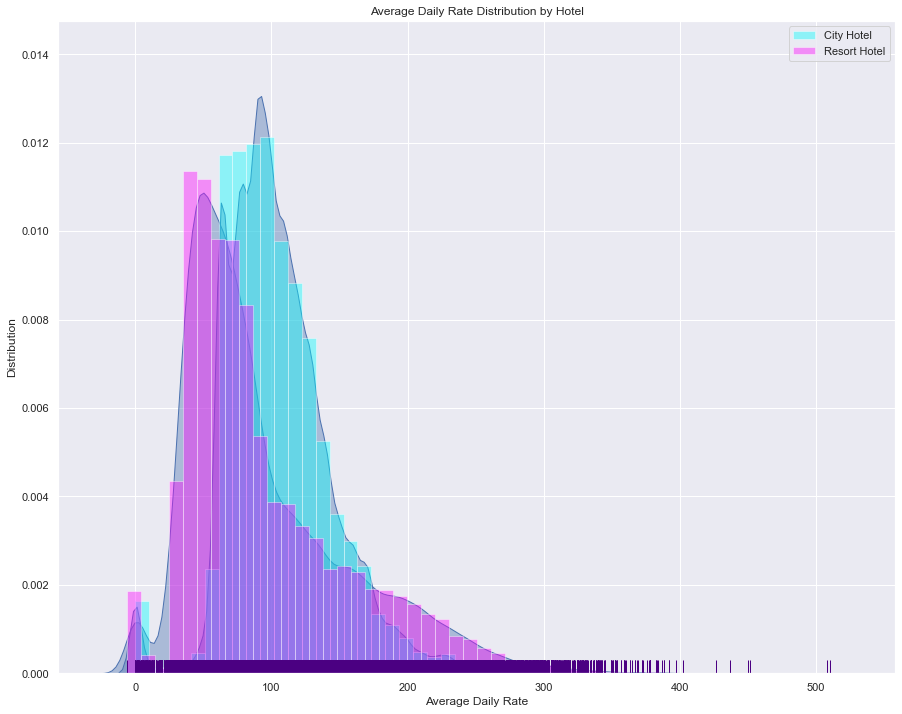 Average Daily Rate Distribution by Hotel
City Hotel
Resort Hotel
0.014
0.012
0.010
0.008
0.006
0.004
0.002
0.000
Distribution
0 100 200 300 400 500
Average Daily Rate